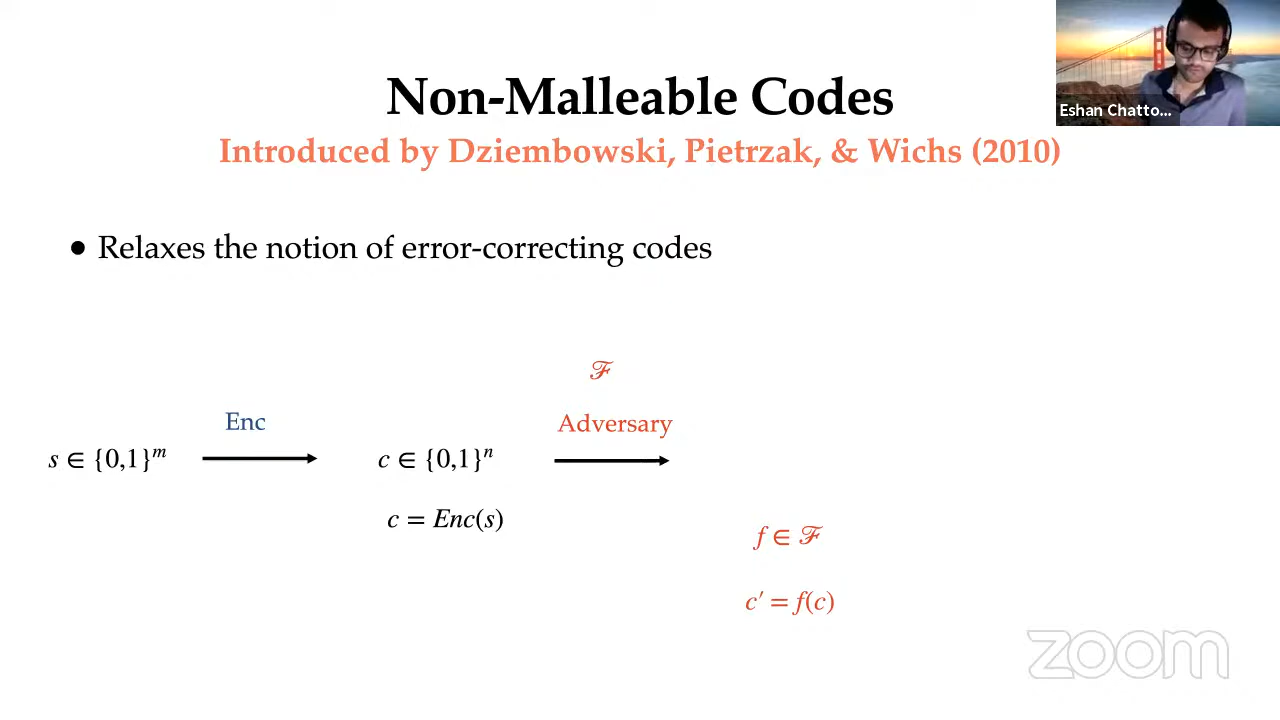 Non-Malleable Codes
Introduced by Dziembowski, Pietrzak, & Wichs (2010)
Eshan Chatto...
• Relaxes the notion of error-correcting codes
ℱ
Enc
Adversary
s ∈ {0,1}ᵐ
c ∈ {0,1}ⁿ
c = Enc(s)
f ∈ ℱ
c′ = f(c)
zoom